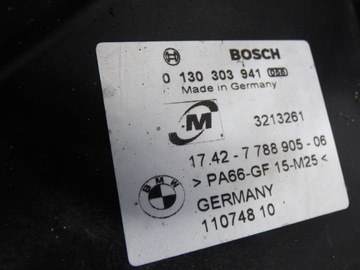 BOSCH
0 130 303 941
Made in Germany
M
3213261
17.42-7 788 905-06
> PA66-GF 15-M25 <
BMW
GERMANY
110748 10